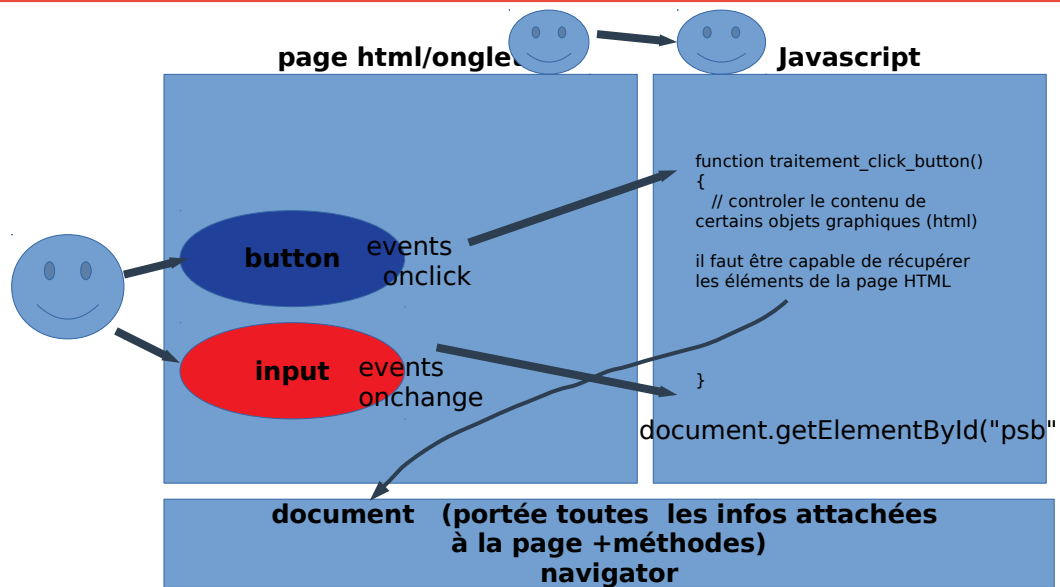 page html/onglet
Javascript
button
events
onclick
input
events
onchange
function traitement_click_button()
{
// controler le contenu de
certains objets graphiques (html)
il faut être capable de récupérer
les éléments de la page HTML
}
document.getElementById("psb"
document (portée toutes les infos attachées
à la page +méthodes)
navigator